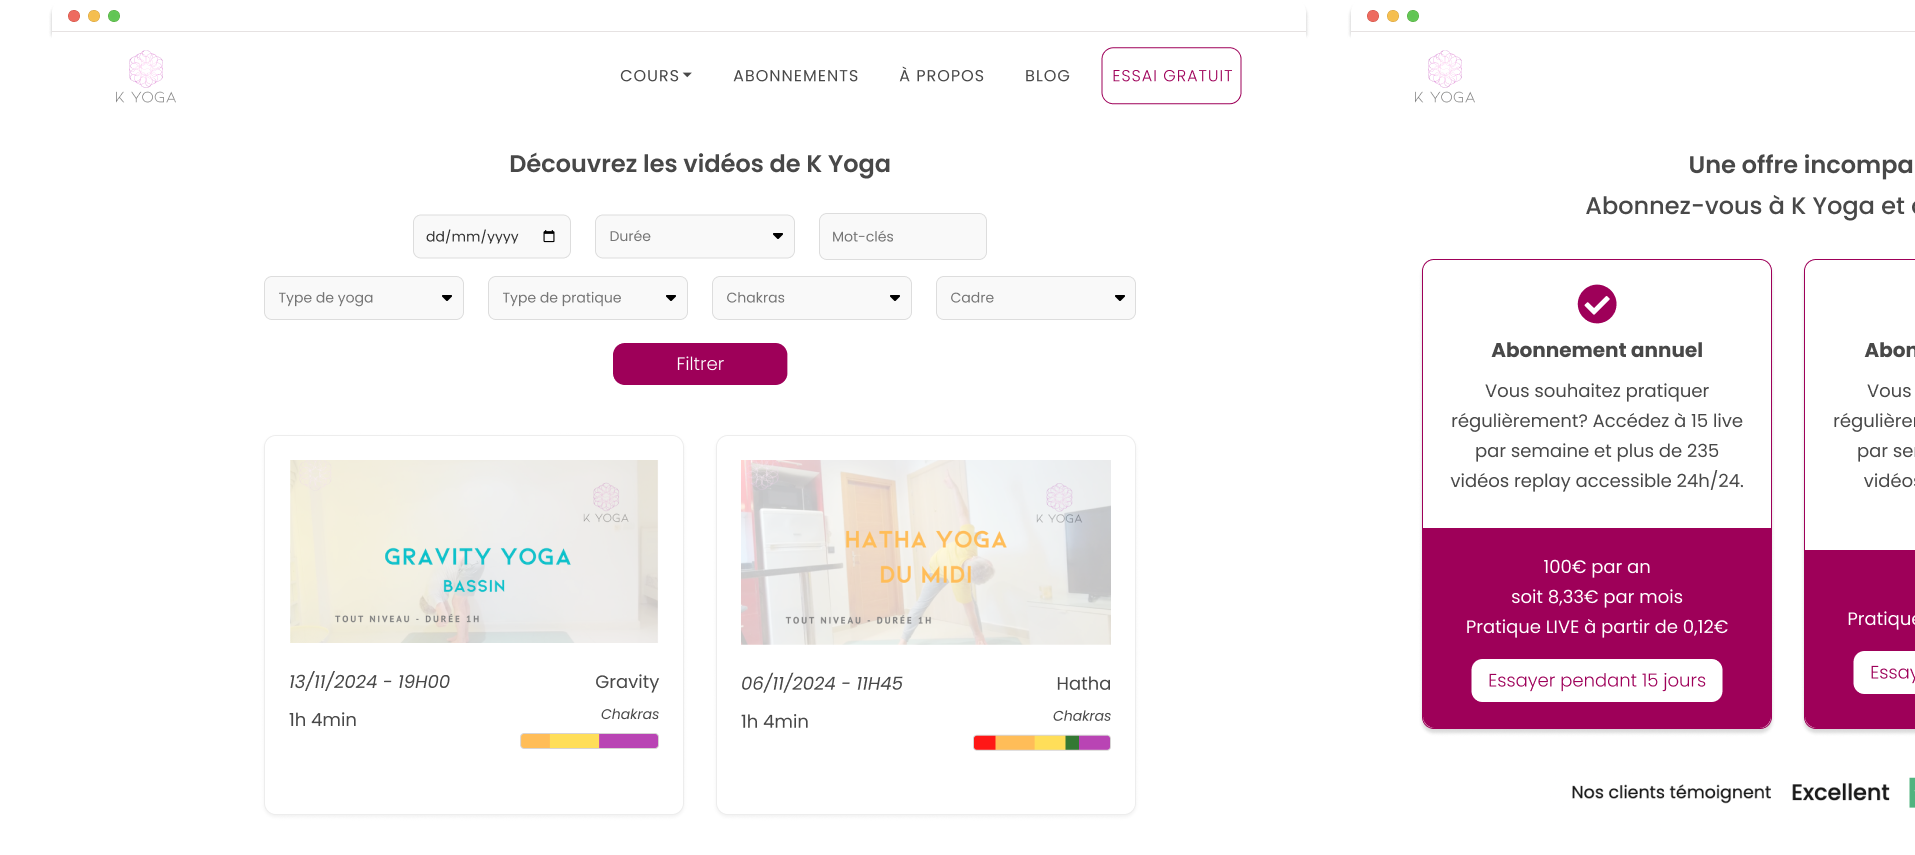 K YOGA
COURS
ABONNEMENTS
À PROPOS
BLOG
ESSAI GRATUIT
Découvrez les vidéos de K Yoga
dd/mm/yyyy
Durée
Mot-clés
Type de yoga
Type de pratique
Chakras
Cadre
Filtrer
K YOGA
GRAVITY YOGA
BASSIN
TOUT NIVEAU - DURÉE 1H
13/11/2024 - 19H00
Gravity
1h 4min
Chakras
K YOGA
HATHA YOGA
DU MIDI
TOUT NIVEAU - DURÉE 1H
06/11/2024 - 11H45
Hatha
1h 4min
Chakras
K YOGA
Une offre incompa
Abonnez-vous à K Yoga et
Abonnement annuel
Vous souhaitez pratiquer
régulièrement? Accédez à 15 live
par semaine et plus de 235
vidéos replay accessible 24h/24.
100€ par an
soit 8,33€ par mois
Pratique LIVE à partir de 0,12€
Essayer pendant 15 jours
Abon
Vous
régulière
par se
vidéos
Pratique
Essay
Nos clients témoignent
Excellent